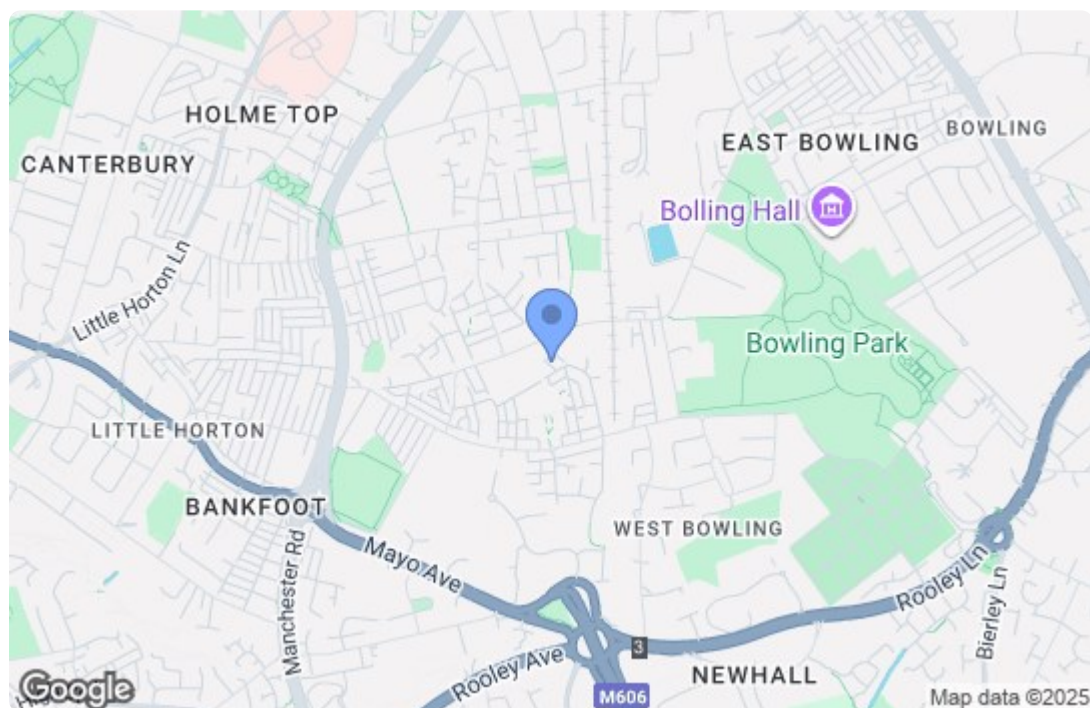 HOLME TOP
CANTERBURY
EAST BOWLING
BOWLING
Bolling Hall
Little Horton Ln
Bowling Park
LITTLE HORTON
BANKFOOT
WEST BOWLING
Manchester Rd
Mayo Ave
Rooley Ln
Bierley Ln
3
Rooley Ave
NEWHALL
M606
Google
Map data ©2025